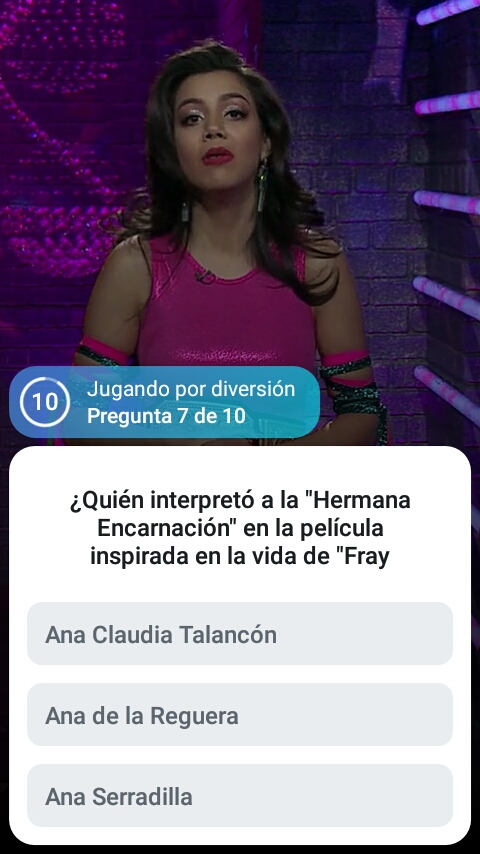 10
Jugando por diversión
Pregunta 7 de 10
¿Quién interpretó a la "Hermana
Encarnación" en la película
inspirada en la vida de "Fray
Ana Claudia Talancón
Ana de la Reguera
Ana Serradilla